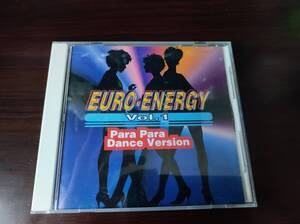 EURO★ENERGY
Vol.1
Para Para
Dance Version